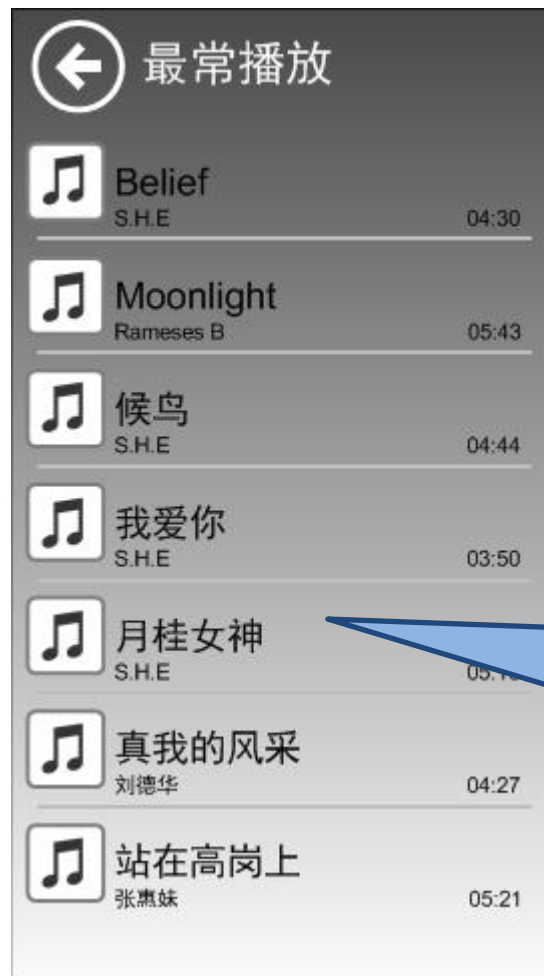 最常播放
Belief
S.H.E
04:30
Moonlight
Rameses B
05:43
候鸟
S.H.E
04:44
我爱你
S.H.E
03:50
月桂女神
S.H.E
真我的风采
刘德华
04:27
站在高岗上
张惠妹
05:21